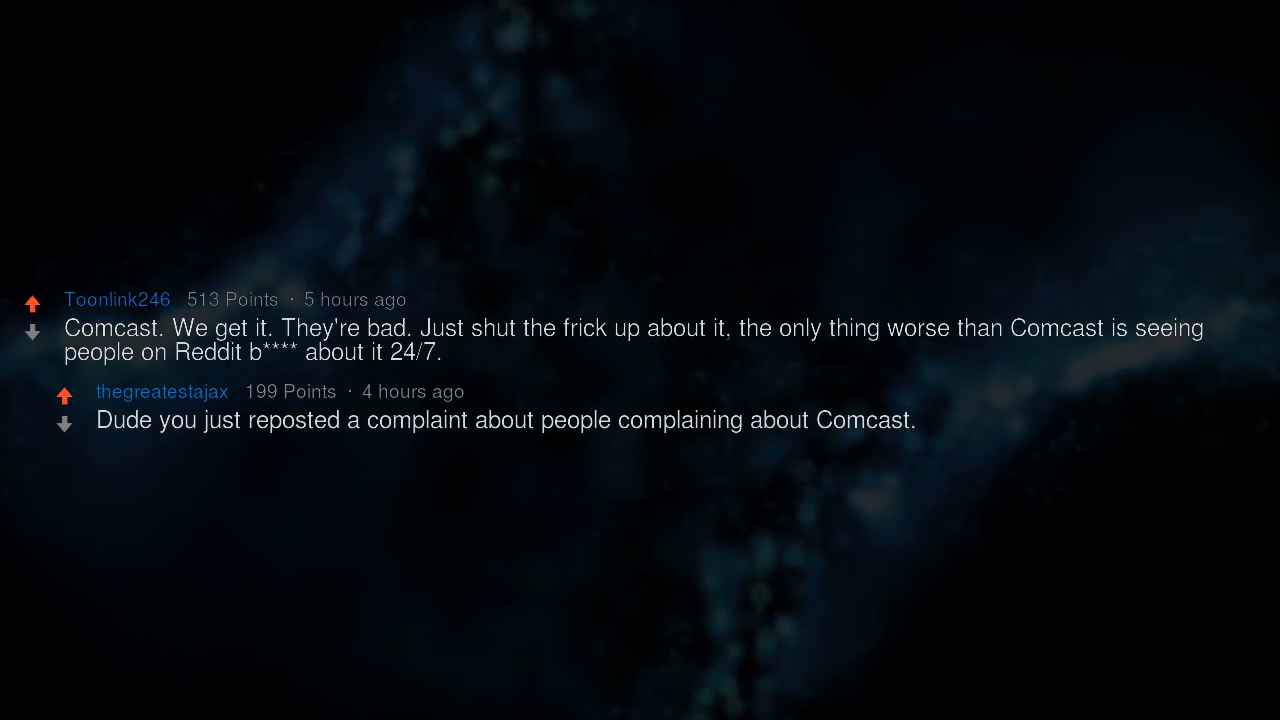 Toonlink246 513 Points · 5 hours ago
Comcast. We get it. They're bad. Just shut the frick up about it, the only thing worse than Comcast is seeing
people on Reddit b**** about it 24/7.
thegreatestajax 199 Points · 4 hours ago
Dude you just reposted a complaint about people complaining about Comcast.